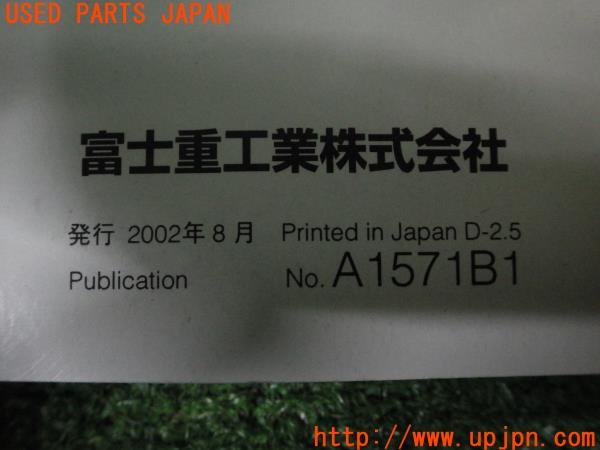 USED PARTS JAPAN
富士重工業株式会社
発行 2002年8月 Printed in Japan D-2.5
Publication No. A1571B1
http://www.upjpn.com